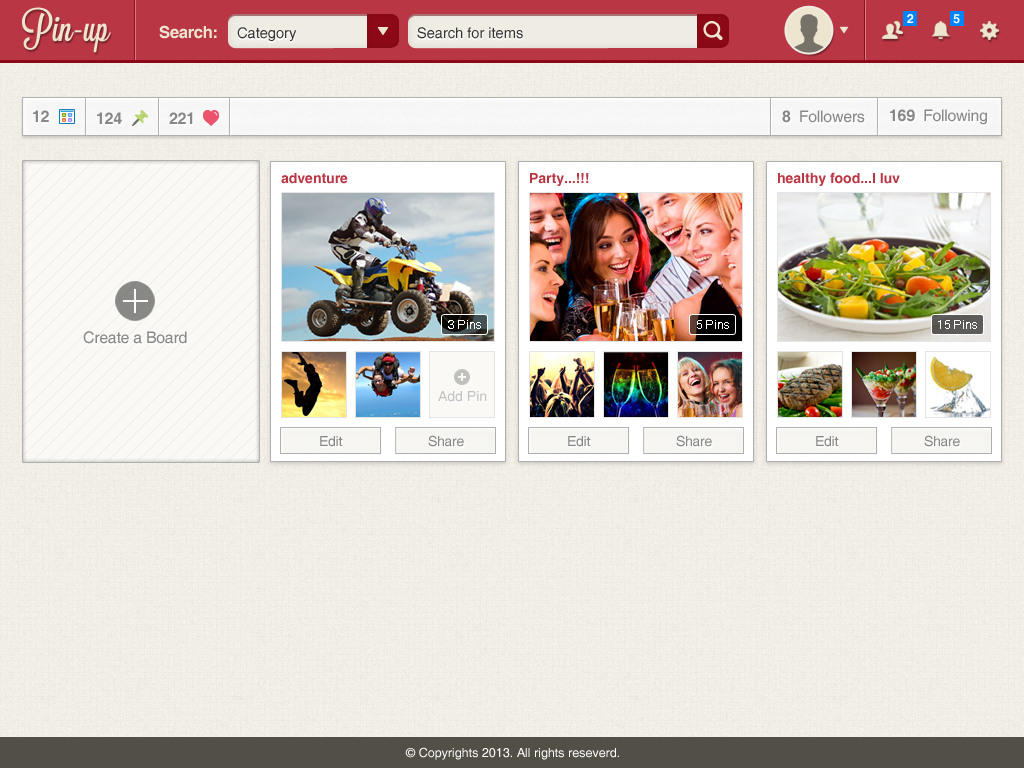 Pin-up
Search:
Category
Search for items
2
5
12
124
221
8 Followers
169 Following
Create a Board
adventure
3 Pins
Add Pin
Edit
Share
Party...!!!
5 Pins
Edit
Share
healthy food...I luv
15 Pins
Edit
Share
© Copyrights 2013. All rights reseverd.